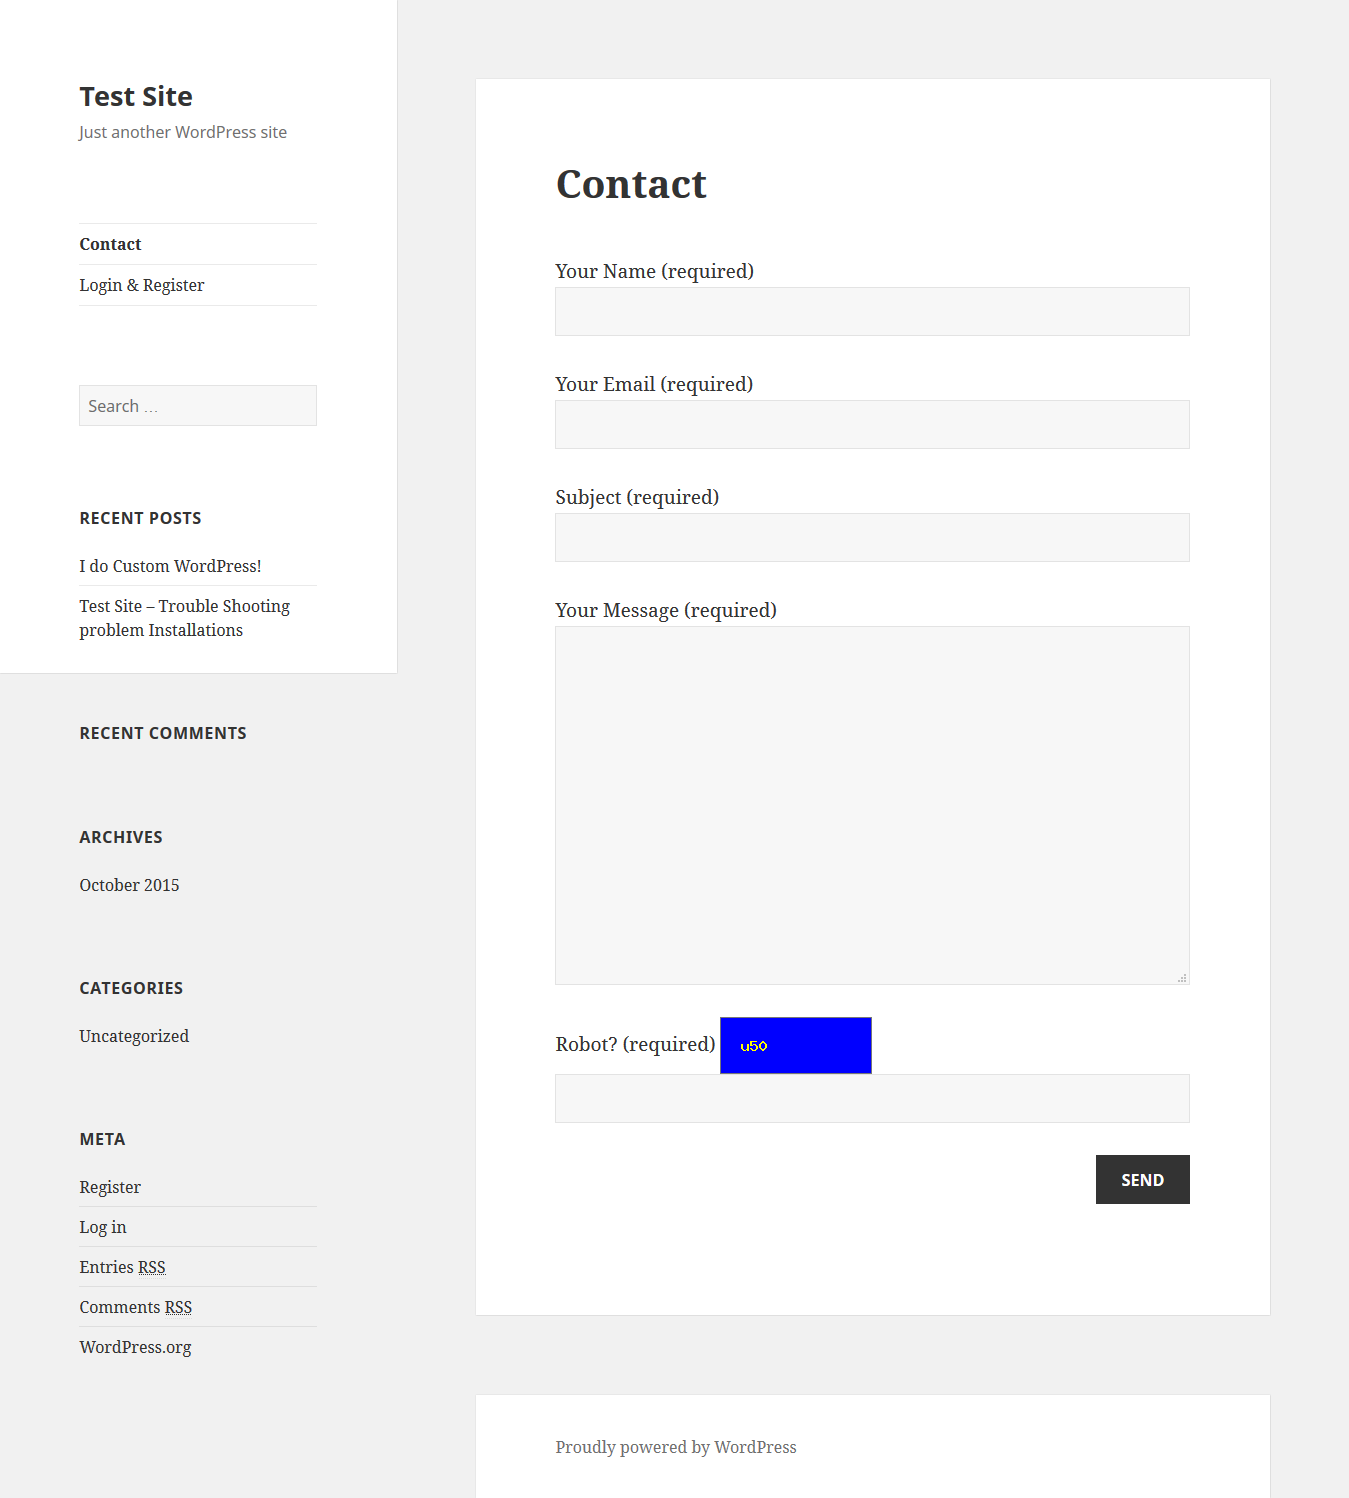 Test Site
Just another WordPress site
Contact
Login & Register
Search …
RECENT POSTS
I do Custom WordPress!
Test Site – Trouble Shooting
problem Installations
RECENT COMMENTS
ARCHIVES
October 2015
CATEGORIES
Uncategorized
META
Register
Log in
Entries RSS
Comments RSS
WordPress.org
Contact
Your Name (required)
Your Email (required)
Subject (required)
Your Message (required)
Robot? (required) u50
SEND
Proudly powered by WordPress